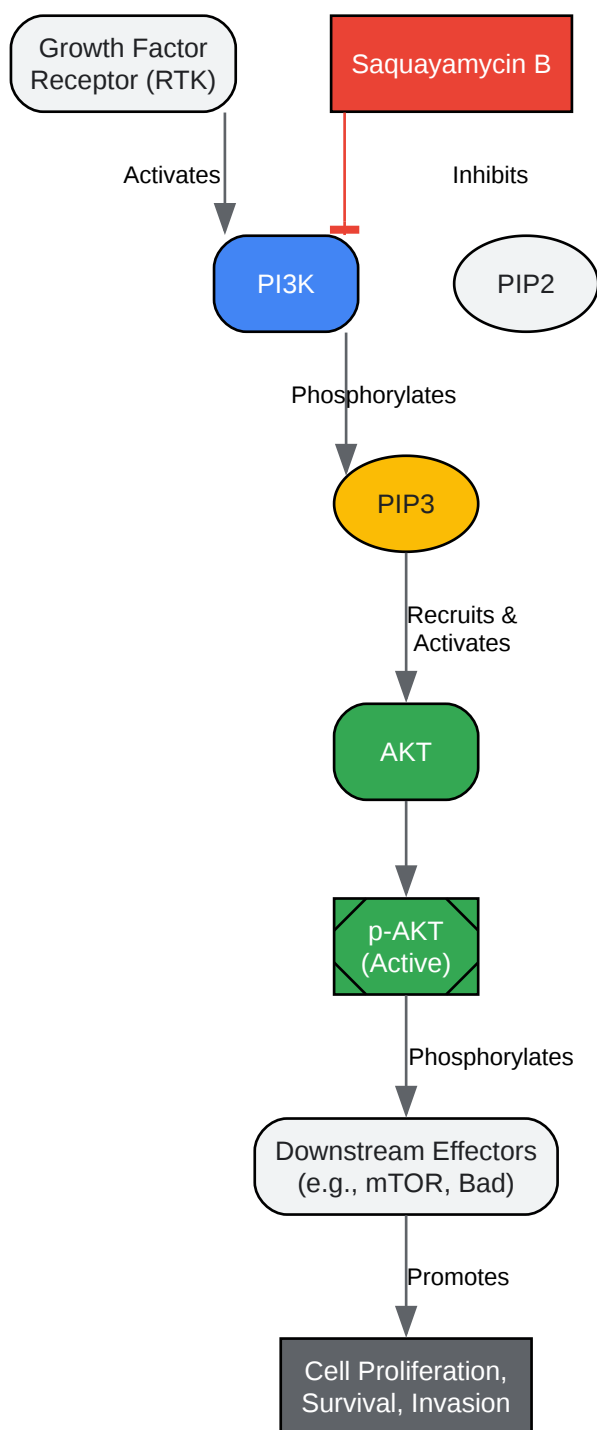 Growth Factor
Receptor (RTK)
Saquayamycin B
Activates
Inhibits
PI3K
PIP2
Phosphorylates
PIP3
Recruits &
Activates
AKT
p-AKT
(Active)
Phosphorylates
Downstream Effectors
(e.g., mTOR, Bad)
Promotes
Cell Proliferation,
Survival, Invasion